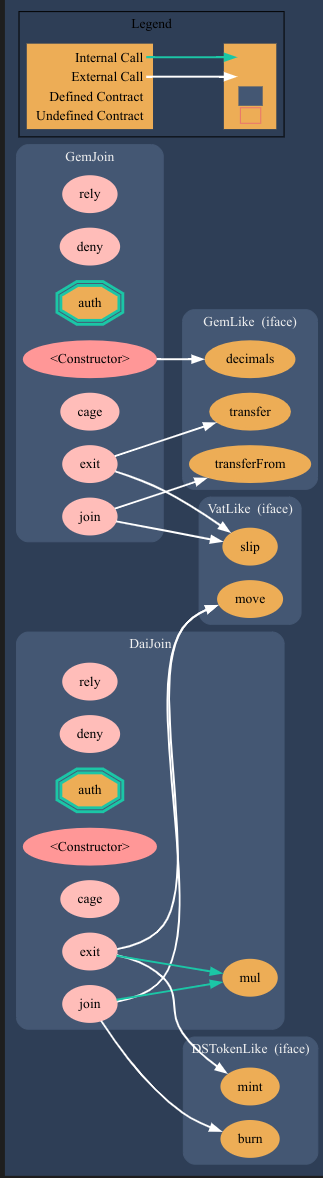 Legend
Internal Call
External Call
Defined Contract
Undefined Contract
GemJoin
rely
deny
auth
<Constructor>
cage
exit
join
GemLike (iface)
decimals
transfer
transferFrom
VatLike (iface)
slip
move
DaiJoin
rely
deny
auth
<Constructor>
cage
exit
join
mul
DSTokenLike (iface)
mint
burn